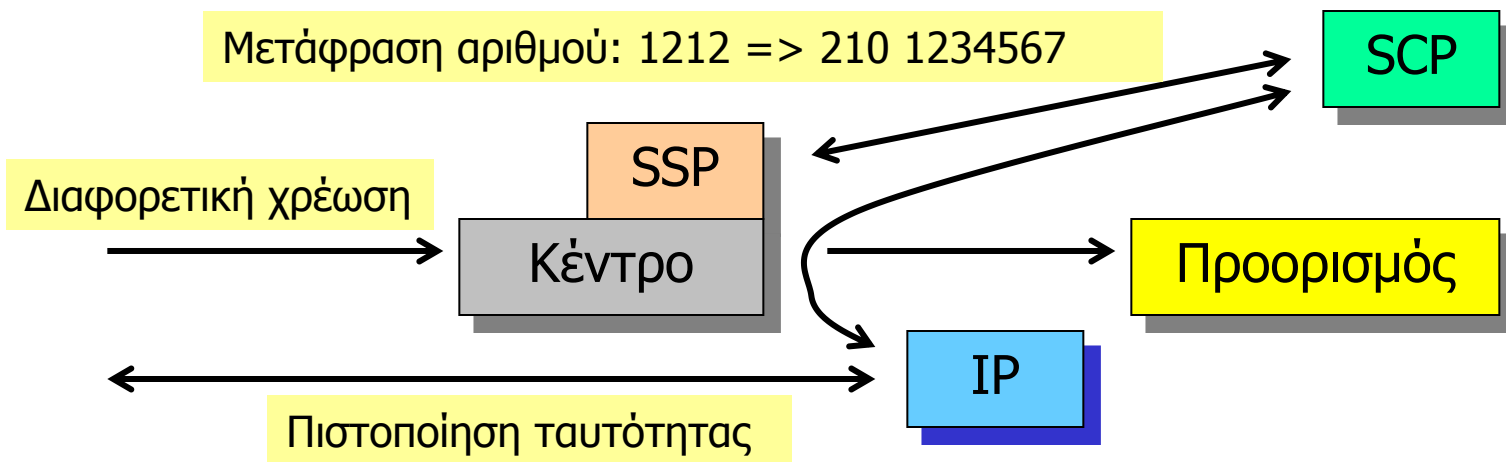 Μετάφραση αριθμού: 1212 => 210 1234567
SCP
SSP
Διαφορετική χρέωση
Κέντρο
Προορισμός
IP
Πιστοποίηση ταυτότητας